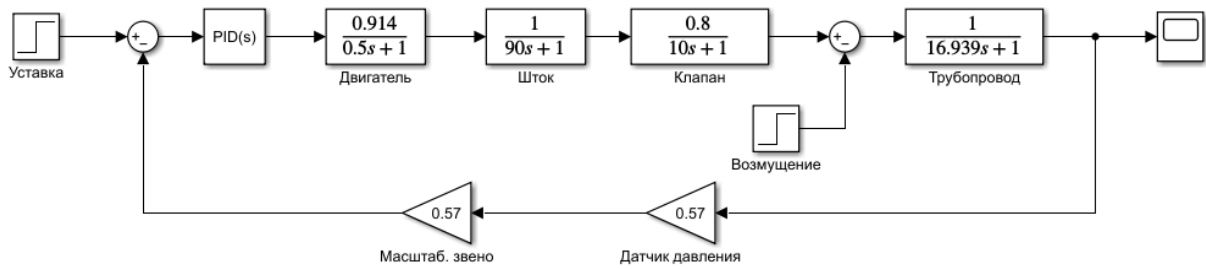 Уставка
+
−
PID(s)
0.914
0.5s + 1
Двигатель
1
90s + 1
Шток
0.8
10s + 1
Клапан
+
−
1
16.939s + 1
Трубопровод
Возмущение
0.57
Масштаб. звено
0.57
Датчик давления